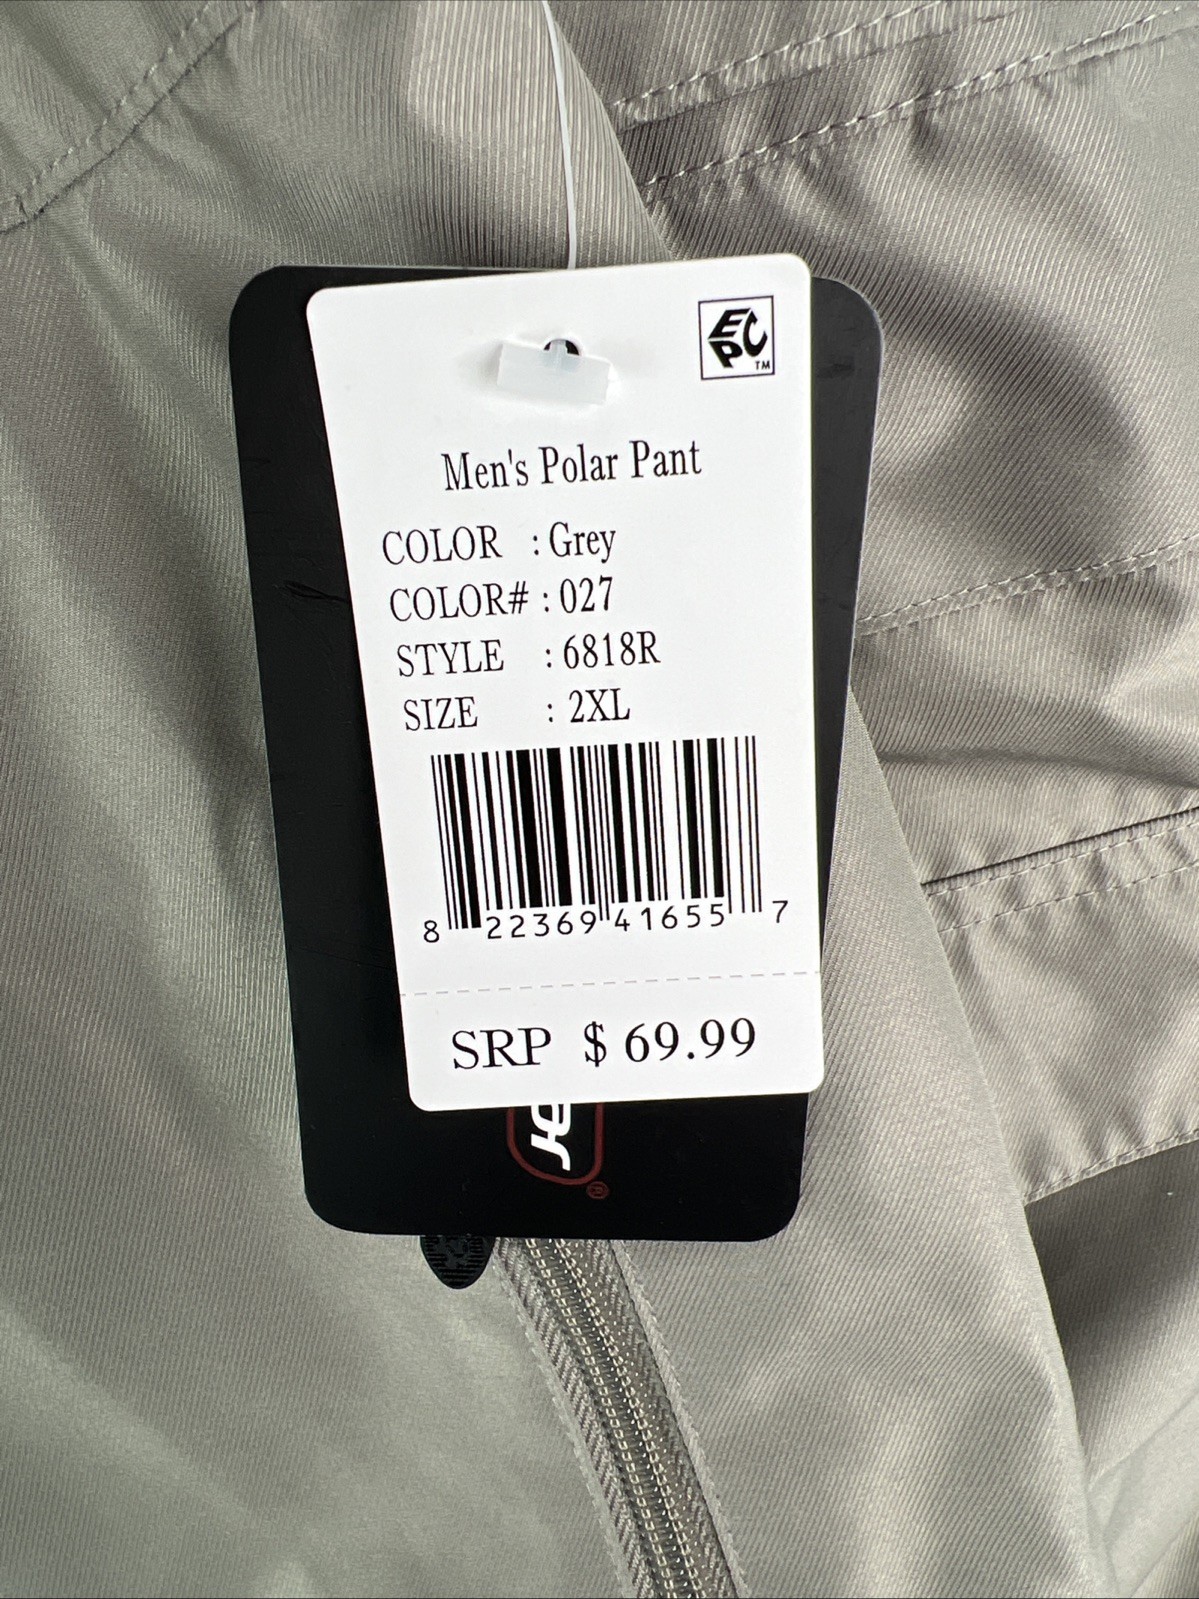 EPC
TM
Men's Polar Pant
COLOR : Grey
COLOR# : 027
STYLE : 6818R
SIZE : 2XL
8 22369 41655 7
SRP $ 69.99
®